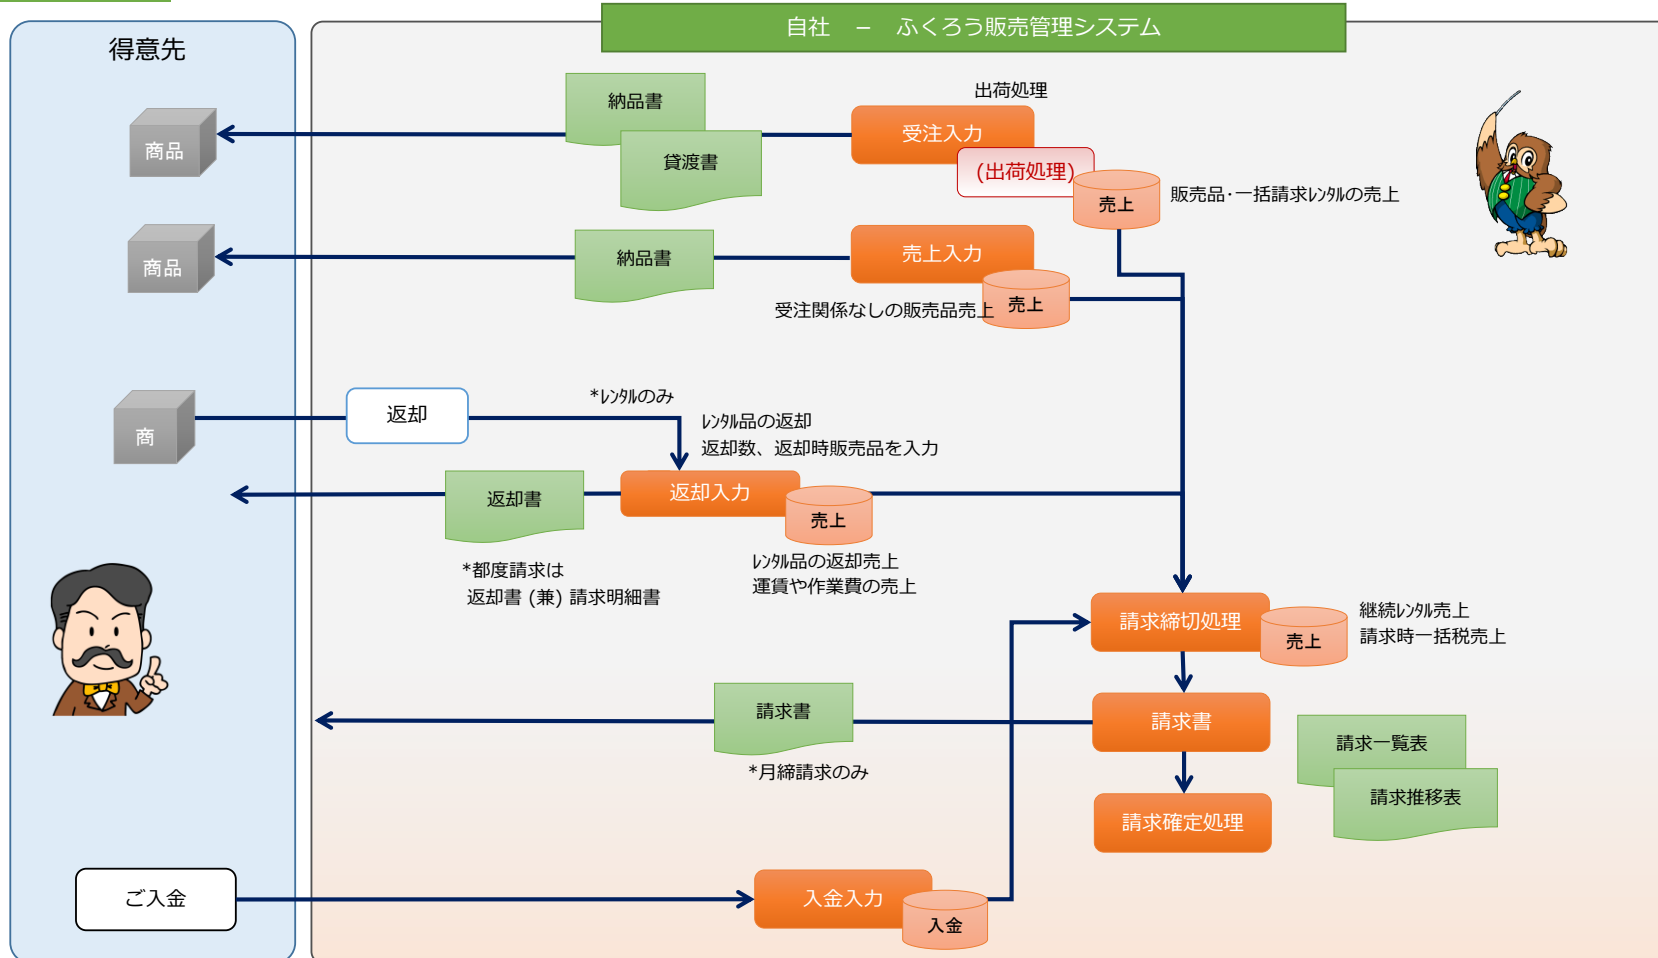 自社 － ふくろう販売管理システム
得意先
納品書
出荷処理
受注入力
商品
貸渡書
(出荷処理)
売上
販売品･一括請求ﾚﾝﾀﾙの売上
商品
納品書
売上入力
受注関係なしの販売品売上
売上
商
返却
*ﾚﾝﾀﾙのみ
ﾚﾝﾀﾙ品の返却
返却数、返却時販売品を入力
返却書
返却入力
売上
*都度請求は
返却書 (兼) 請求明細書
ﾚﾝﾀﾙ品の返却売上
運賃や作業費の売上
請求締切処理
売上
継続ﾚﾝﾀﾙ売上
請求時一括税売上
請求書
*月締請求のみ
請求書
請求一覧表
請求推移表
請求確定処理
ご入金
入金入力
入金